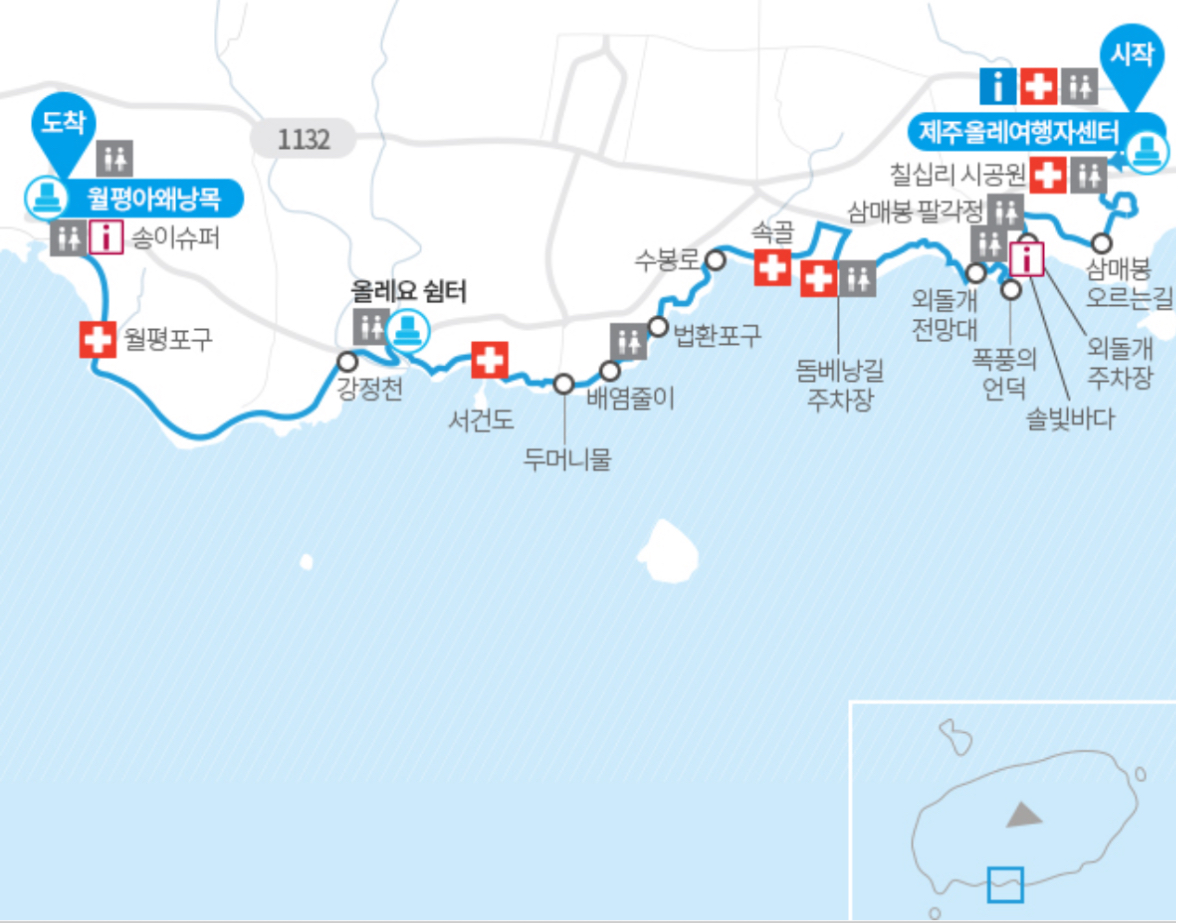 시작
제주올레여행자센터
칠십리 시공원
삼매봉 팔각정
삼매봉
오르는길
외돌개
주차장
솔빛바다
폭풍의
언덕
외돌개
전망대
돔베낭길
주차장
속골
수봉로
법환포구
배염줄이
두머니물
서건도
올레요 쉼터
강정천
1132
월평포구
송이슈퍼
월평아왜낭목
도착